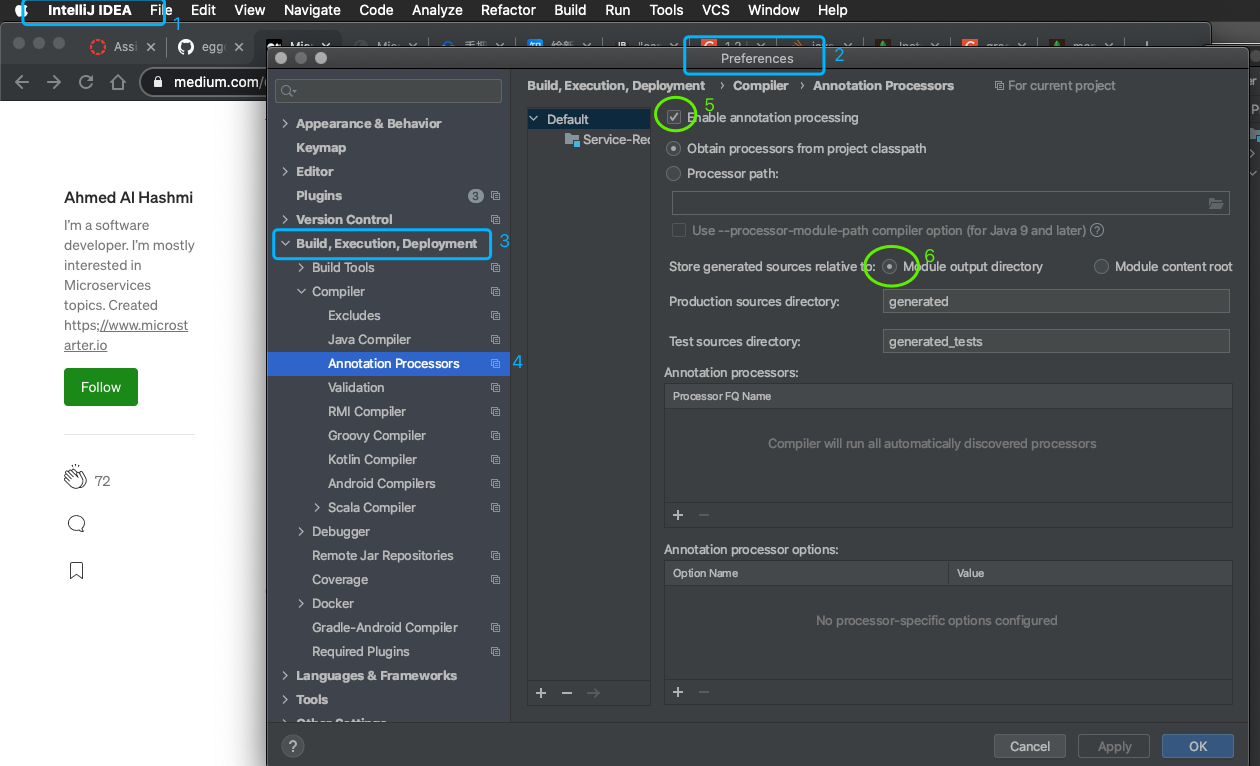 IntelliJ IDEA File Edit View Navigate Code Analyze Refactor Build Run Tools VCS Window Help
1
Preferences
2
medium.com/
Build, Execution, Deployment › Compiler › Annotation Processors For current project
Ahmed Al Hashmi
I'm a software
developer. I'm mostly
interested in
Microservices
topics. Created
https;//www.microst
arter.io
Follow
72
Appearance & Behavior
Keymap
Editor
Plugins 3
Version Control
Build, Execution, Deployment 3
Build Tools
Compiler
Excludes
Java Compiler
Annotation Processors 4
Validation
RMI Compiler
Groovy Compiler
Kotlin Compiler
Android Compilers
Scala Compiler
Debugger
Remote Jar Repositories
Coverage
Docker
Gradle-Android Compiler
Required Plugins
Languages & Frameworks
Tools
Other Settings
Default
Service-Rec
5
Enable annotation processing
Obtain processors from project classpath
Processor path:
Use --processor-module-path compiler option (for Java 9 and later) ?
6
Store generated sources relative to: Module output directory Module content root
Production sources directory: generated
Test sources directory: generated_tests
Annotation processors:
Processor FQ Name
Compiler will run all automatically discovered processors
Annotation processor options:
Option Name Value
No processor-specific options configured
? Cancel Apply OK